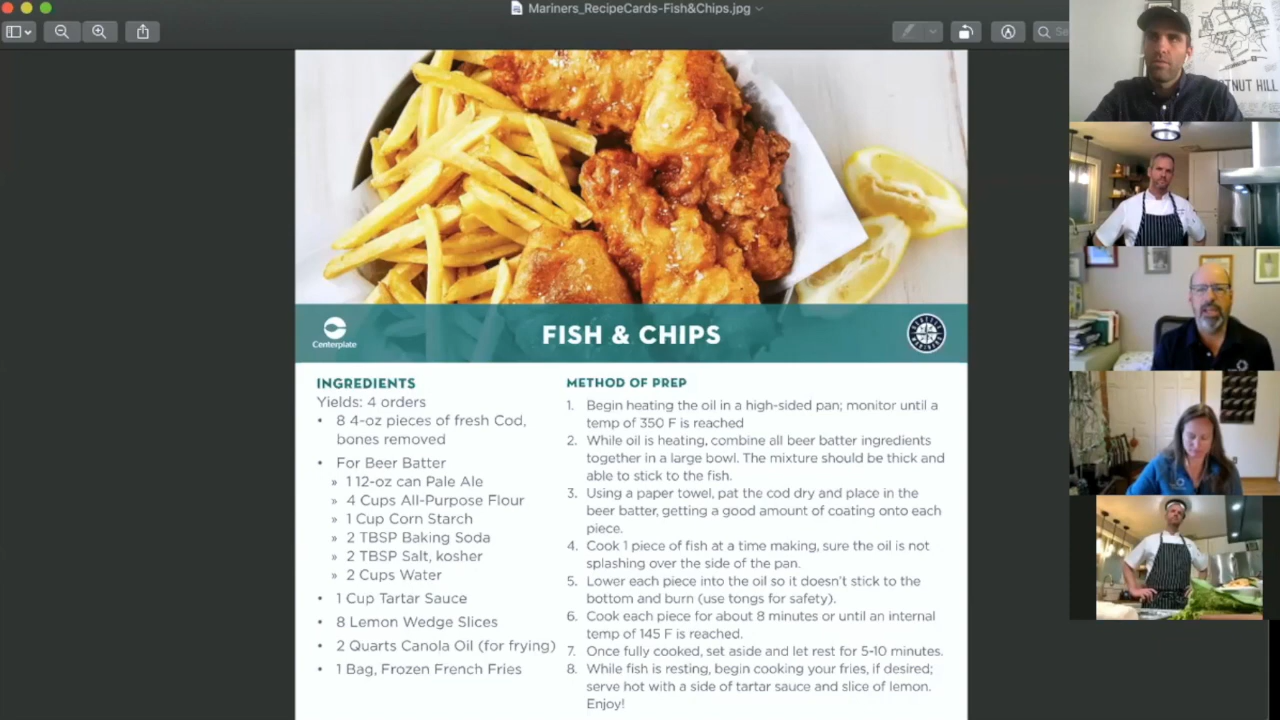 Mariners_RecipeCards-Fish&Chips.jpg
TNUT HILL
Centerplate
FISH & CHIPS
INGREDIENTS
Yields: 4 orders
• 8 4-oz pieces of fresh Cod,
bones removed
• For Beer Batter
» 1 12-oz can Pale Ale
» 4 Cups All-Purpose Flour
» 1 Cup Corn Starch
» 2 TBSP Baking Soda
» 2 TBSP Salt, kosher
» 2 Cups Water
• 1 Cup Tartar Sauce
• 8 Lemon Wedge Slices
• 2 Quarts Canola Oil (for frying)
• 1 Bag, Frozen French Fries
METHOD OF PREP
1. Begin heating the oil in a high-sided pan; monitor until a
temp of 350 F is reached
2. While oil is heating, combine all beer batter ingredients
together in a large bowl. The mixture should be thick and
able to stick to the fish.
3. Using a paper towel, pat the cod dry and place in the
beer batter, getting a good amount of coating onto each
piece.
4. Cook 1 piece of fish at a time making, sure the oil is not
splashing over the side of the pan.
5. Lower each piece into the oil so it doesn't stick to the
bottom and burn (use tongs for safety).
6. Cook each piece for about 8 minutes or until an internal
temp of 145 F is reached.
7. Once fully cooked, set aside and let rest for 5-10 minutes.
8. While fish is resting, begin cooking your fries, if desired;
serve hot with a side of tartar sauce and slice of lemon.
Enjoy!